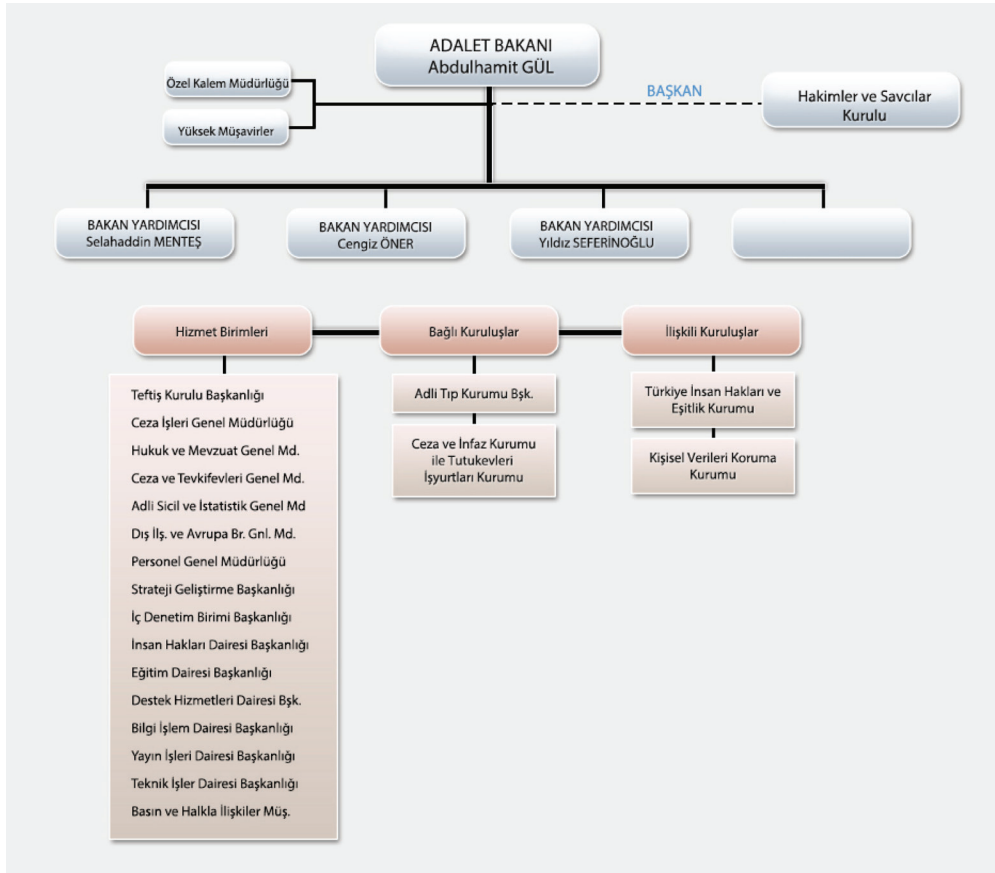 ADALET BAKANI
Abdulhamit GÜL
Özel Kalem Müdürlüğü
Yüksek Müşavirler
BAŞKAN
Hakimler ve Savcılar
Kurulu
BAKAN YARDIMCISI
Selahaddin MENTEŞ
BAKAN YARDIMCISI
Cengiz ÖNER
BAKAN YARDIMCISI
Yıldız SEFERİNOĞLU
Hizmet Birimleri
Bağlı Kuruluşlar
İlişkili Kuruluşlar
Teftiş Kurulu Başkanlığı
Ceza İşleri Genel Müdürlüğü
Hukuk ve Mevzuat Genel Md.
Ceza ve Tevkifevleri Genel Md.
Adli Sicil ve İstatistik Genel Md
Dış İlş. ve Avrupa Br. Gnl. Md.
Personel Genel Müdürlüğü
Strateji Geliştirme Başkanlığı
İç Denetim Birimi Başkanlığı
İnsan Hakları Dairesi Başkanlığı
Eğitim Dairesi Başkanlığı
Destek Hizmetleri Dairesi Bşk.
Bilgi İşlem Dairesi Başkanlığı
Yayın İşleri Dairesi Başkanlığı
Teknik İşler Dairesi Başkanlığı
Basın ve Halkla İlişkiler Müş.
Adli Tıp Kurumu Bşk.
Ceza ve İnfaz Kurumu
ile Tutukevleri
İşyurtları Kurumu
Türkiye İnsan Hakları ve
Eşitlik Kurumu
Kişisel Verileri Koruma
Kurumu